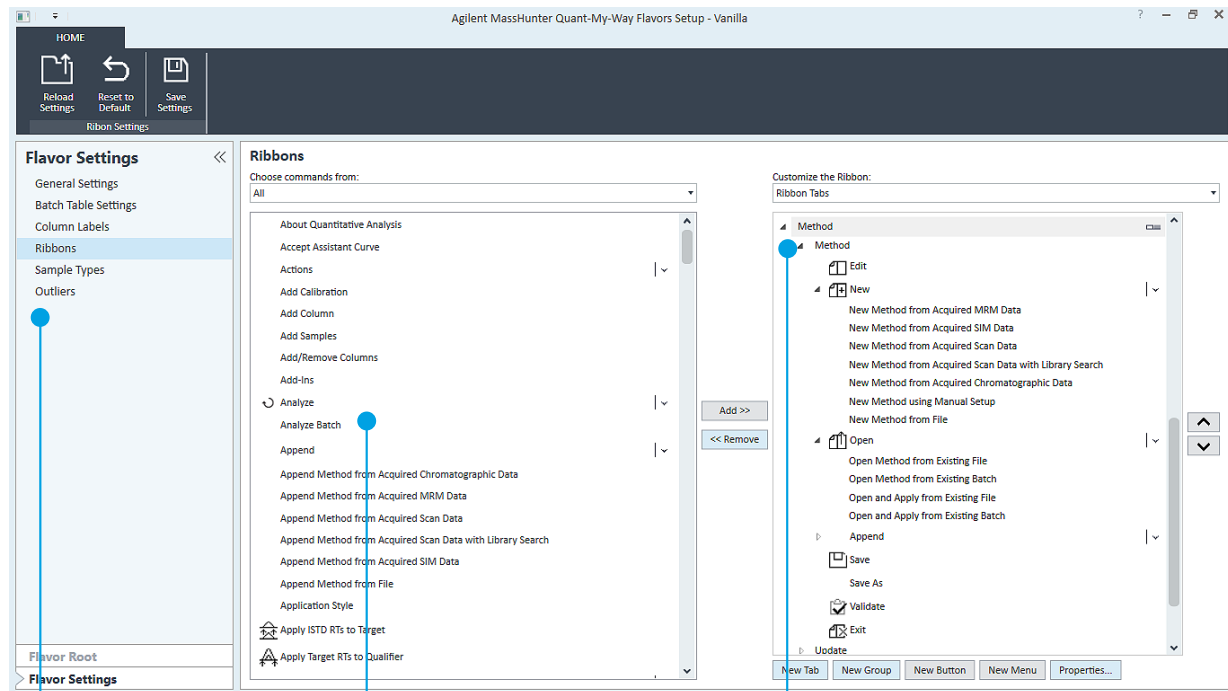 Agilent MassHunter Quant-My-Way Flavors Setup - Vanilla
HOME
Reload
Settings
Reset to
Default
Save
Settings
Ribon Settings
Flavor Settings
General Settings
Batch Table Settings
Column Labels
Ribbons
Sample Types
Outliers
Flavor Root
Flavor Settings
Ribbons
Choose commands from:
All
About Quantitative Analysis
Accept Assistant Curve
Actions
Add Calibration
Add Column
Add Samples
Add/Remove Columns
Add-Ins
Analyze
Analyze Batch
Append
Append Method from Acquired Chromatographic Data
Append Method from Acquired MRM Data
Append Method from Acquired Scan Data
Append Method from Acquired Scan Data with Library Search
Append Method from Acquired SIM Data
Append Method from File
Application Style
Apply ISTD RTs to Target
Apply Target RTs to Qualifier
Add >>
<< Remove
Customize the Ribbon:
Ribbon Tabs
Method
Method
Edit
New
New Method from Acquired MRM Data
New Method from Acquired SIM Data
New Method from Acquired Scan Data
New Method from Acquired Scan Data with Library Search
New Method from Acquired Chromatographic Data
New Method using Manual Setup
New Method from File
Open
Open Method from Existing File
Open Method from Existing Batch
Open and Apply from Existing File
Open and Apply from Existing Batch
Append
Save
Save As
Validate
Exit
Update
New Tab
New Group
New Button
New Menu
Properties...